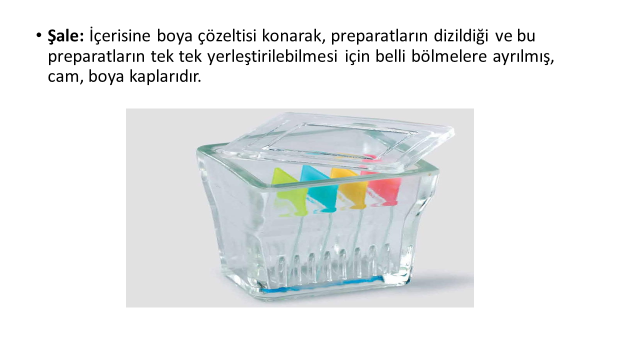 • Şale: İçerisine boya çözeltisi konarak, preparatların dizildiği ve bu
preparatların tek tek yerleştirilebilmesi için belli bölmelere ayrılmış,
cam, boya kaplarıdır.